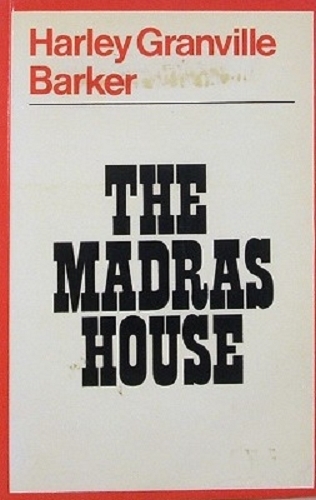 Harley Granville
Barker
THE
MADRAS
HOUSE